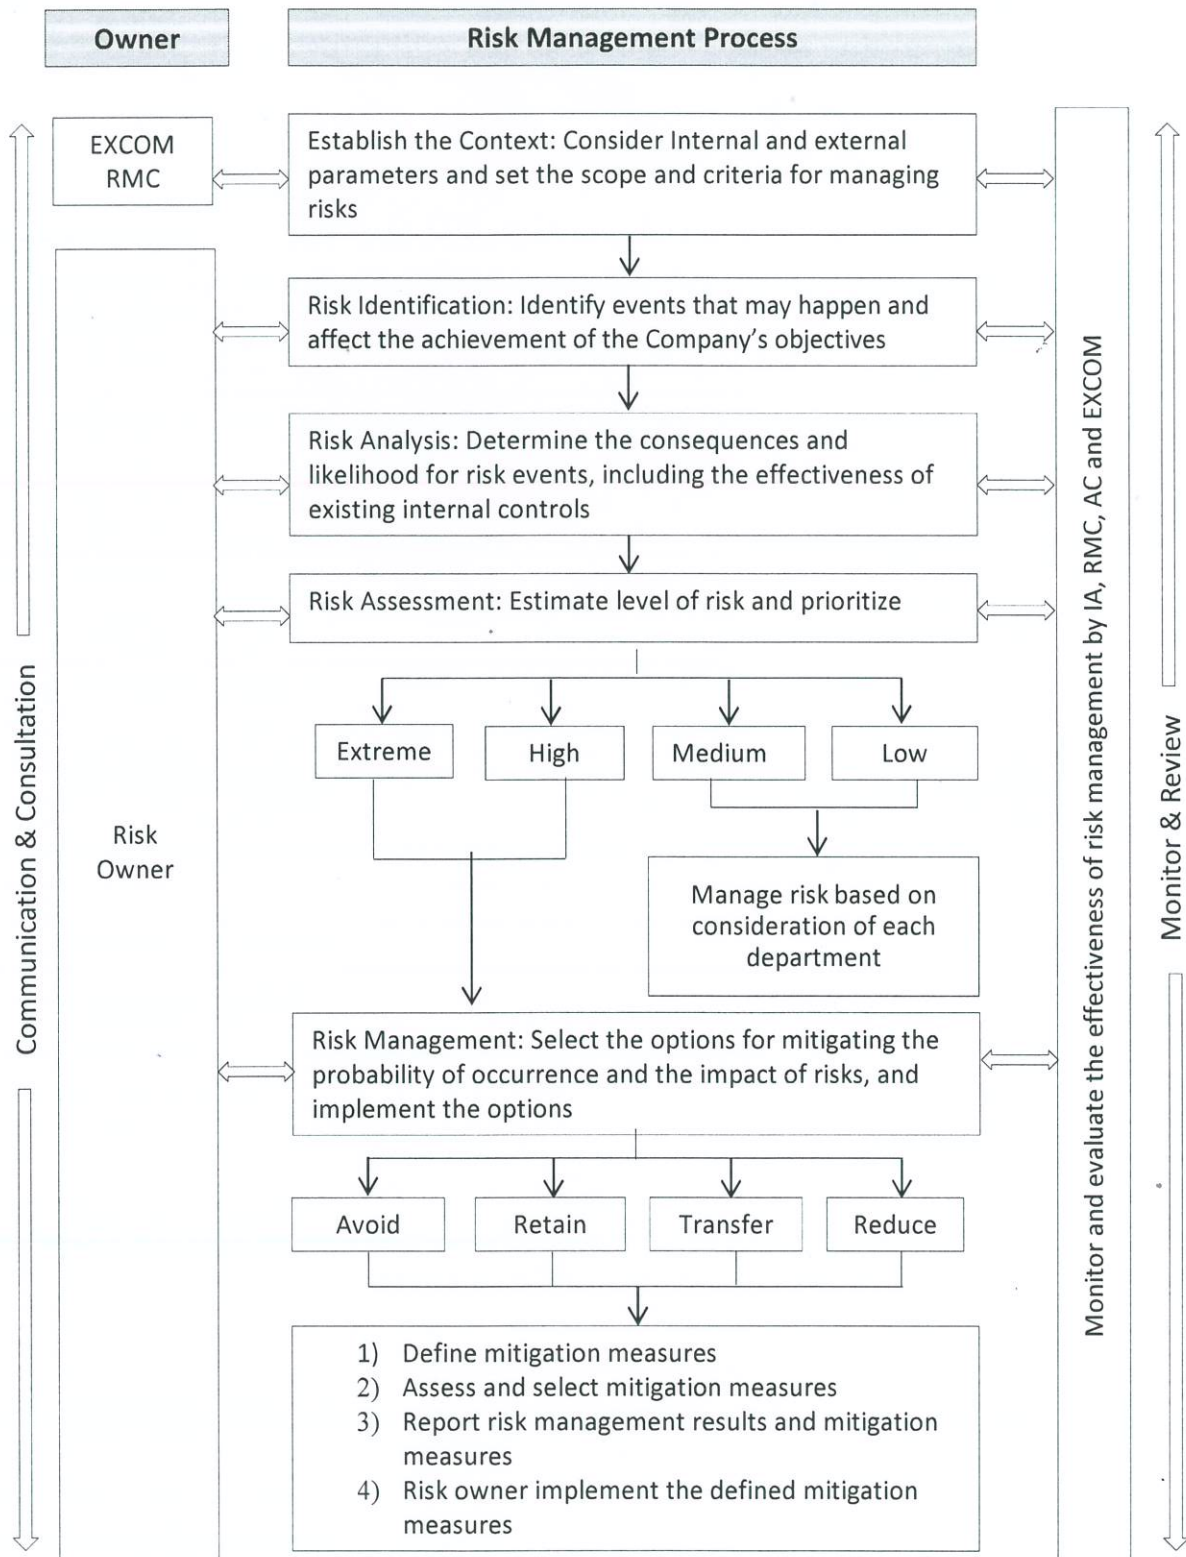 Owner
Risk Management Process
EXCOM
RMC
Establish the Context: Consider Internal and external
parameters and set the scope and criteria for managing
risks
Risk Identification: Identify events that may happen and
affect the achievement of the Company's objectives
Risk Analysis: Determine the consequences and
likelihood for risk events, including the effectiveness of
existing internal controls
Risk Assessment: Estimate level of risk and prioritize
Extreme
High
Medium
Low
Risk
Owner
Manage risk based on
consideration of each
department
Risk Management: Select the options for mitigating the
probability of occurrence and the impact of risks, and
implement the options
Avoid
Retain
Transfer
Reduce
1) Define mitigation measures
2) Assess and select mitigation measures
3) Report risk management results and mitigation
measures
4) Risk owner implement the defined mitigation
measures
Communication & Consultation
Monitor and evaluate the effectiveness of risk management by IA, RMC, AC and EXCOM
Monitor & Review